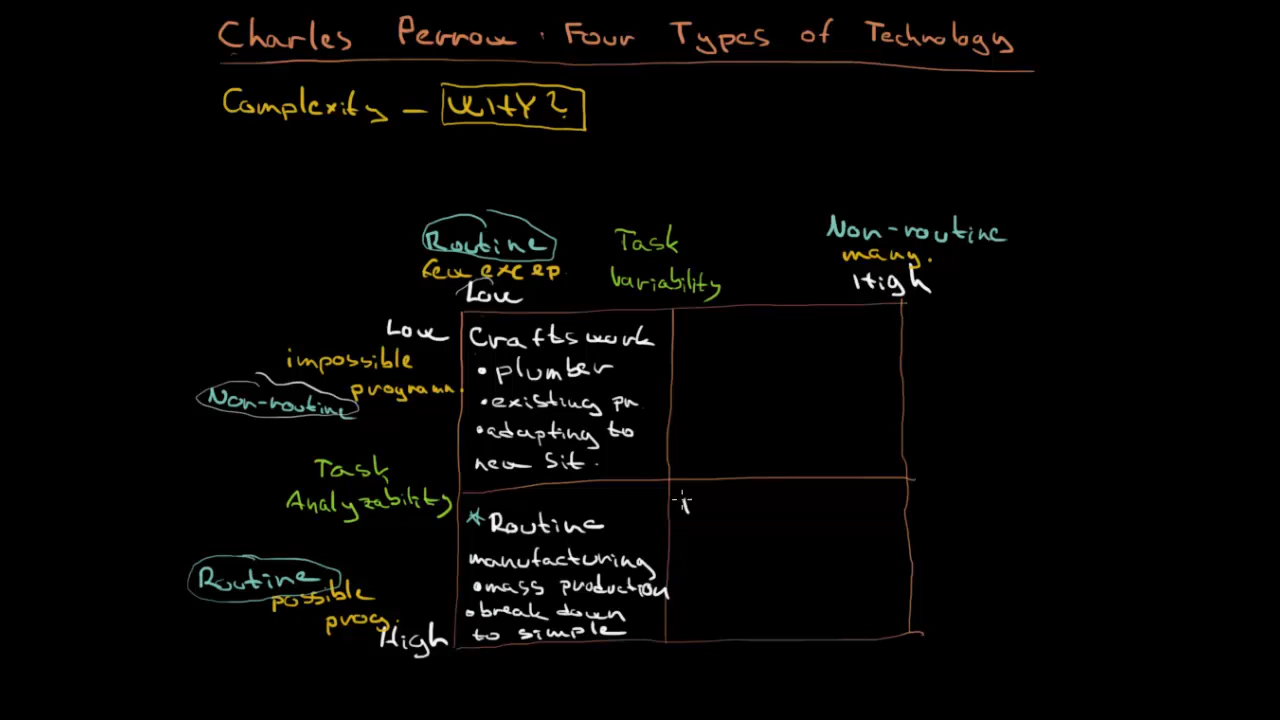 Charles Perrow: Four Types of Technology
Complexity – WHY?
Routine
few excep.
Low
Task
variability
Non-routine
many.
High
Low
impossible
programm.
Non-routine
Task
Analyzability
Routine
possible
prog.
High
Craftswork
• plumber
• existing pr.
• adapting to
new sit.
* Routine
manufacturing
• mass production
• break down
to simple